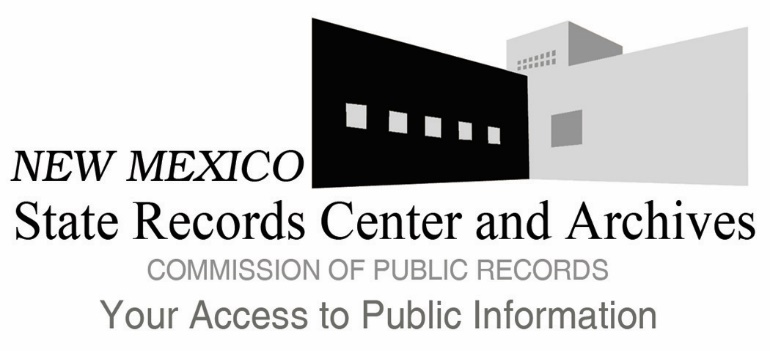 NEW MEXICO
State Records Center and Archives
COMMISSION OF PUBLIC RECORDS
Your Access to Public Information